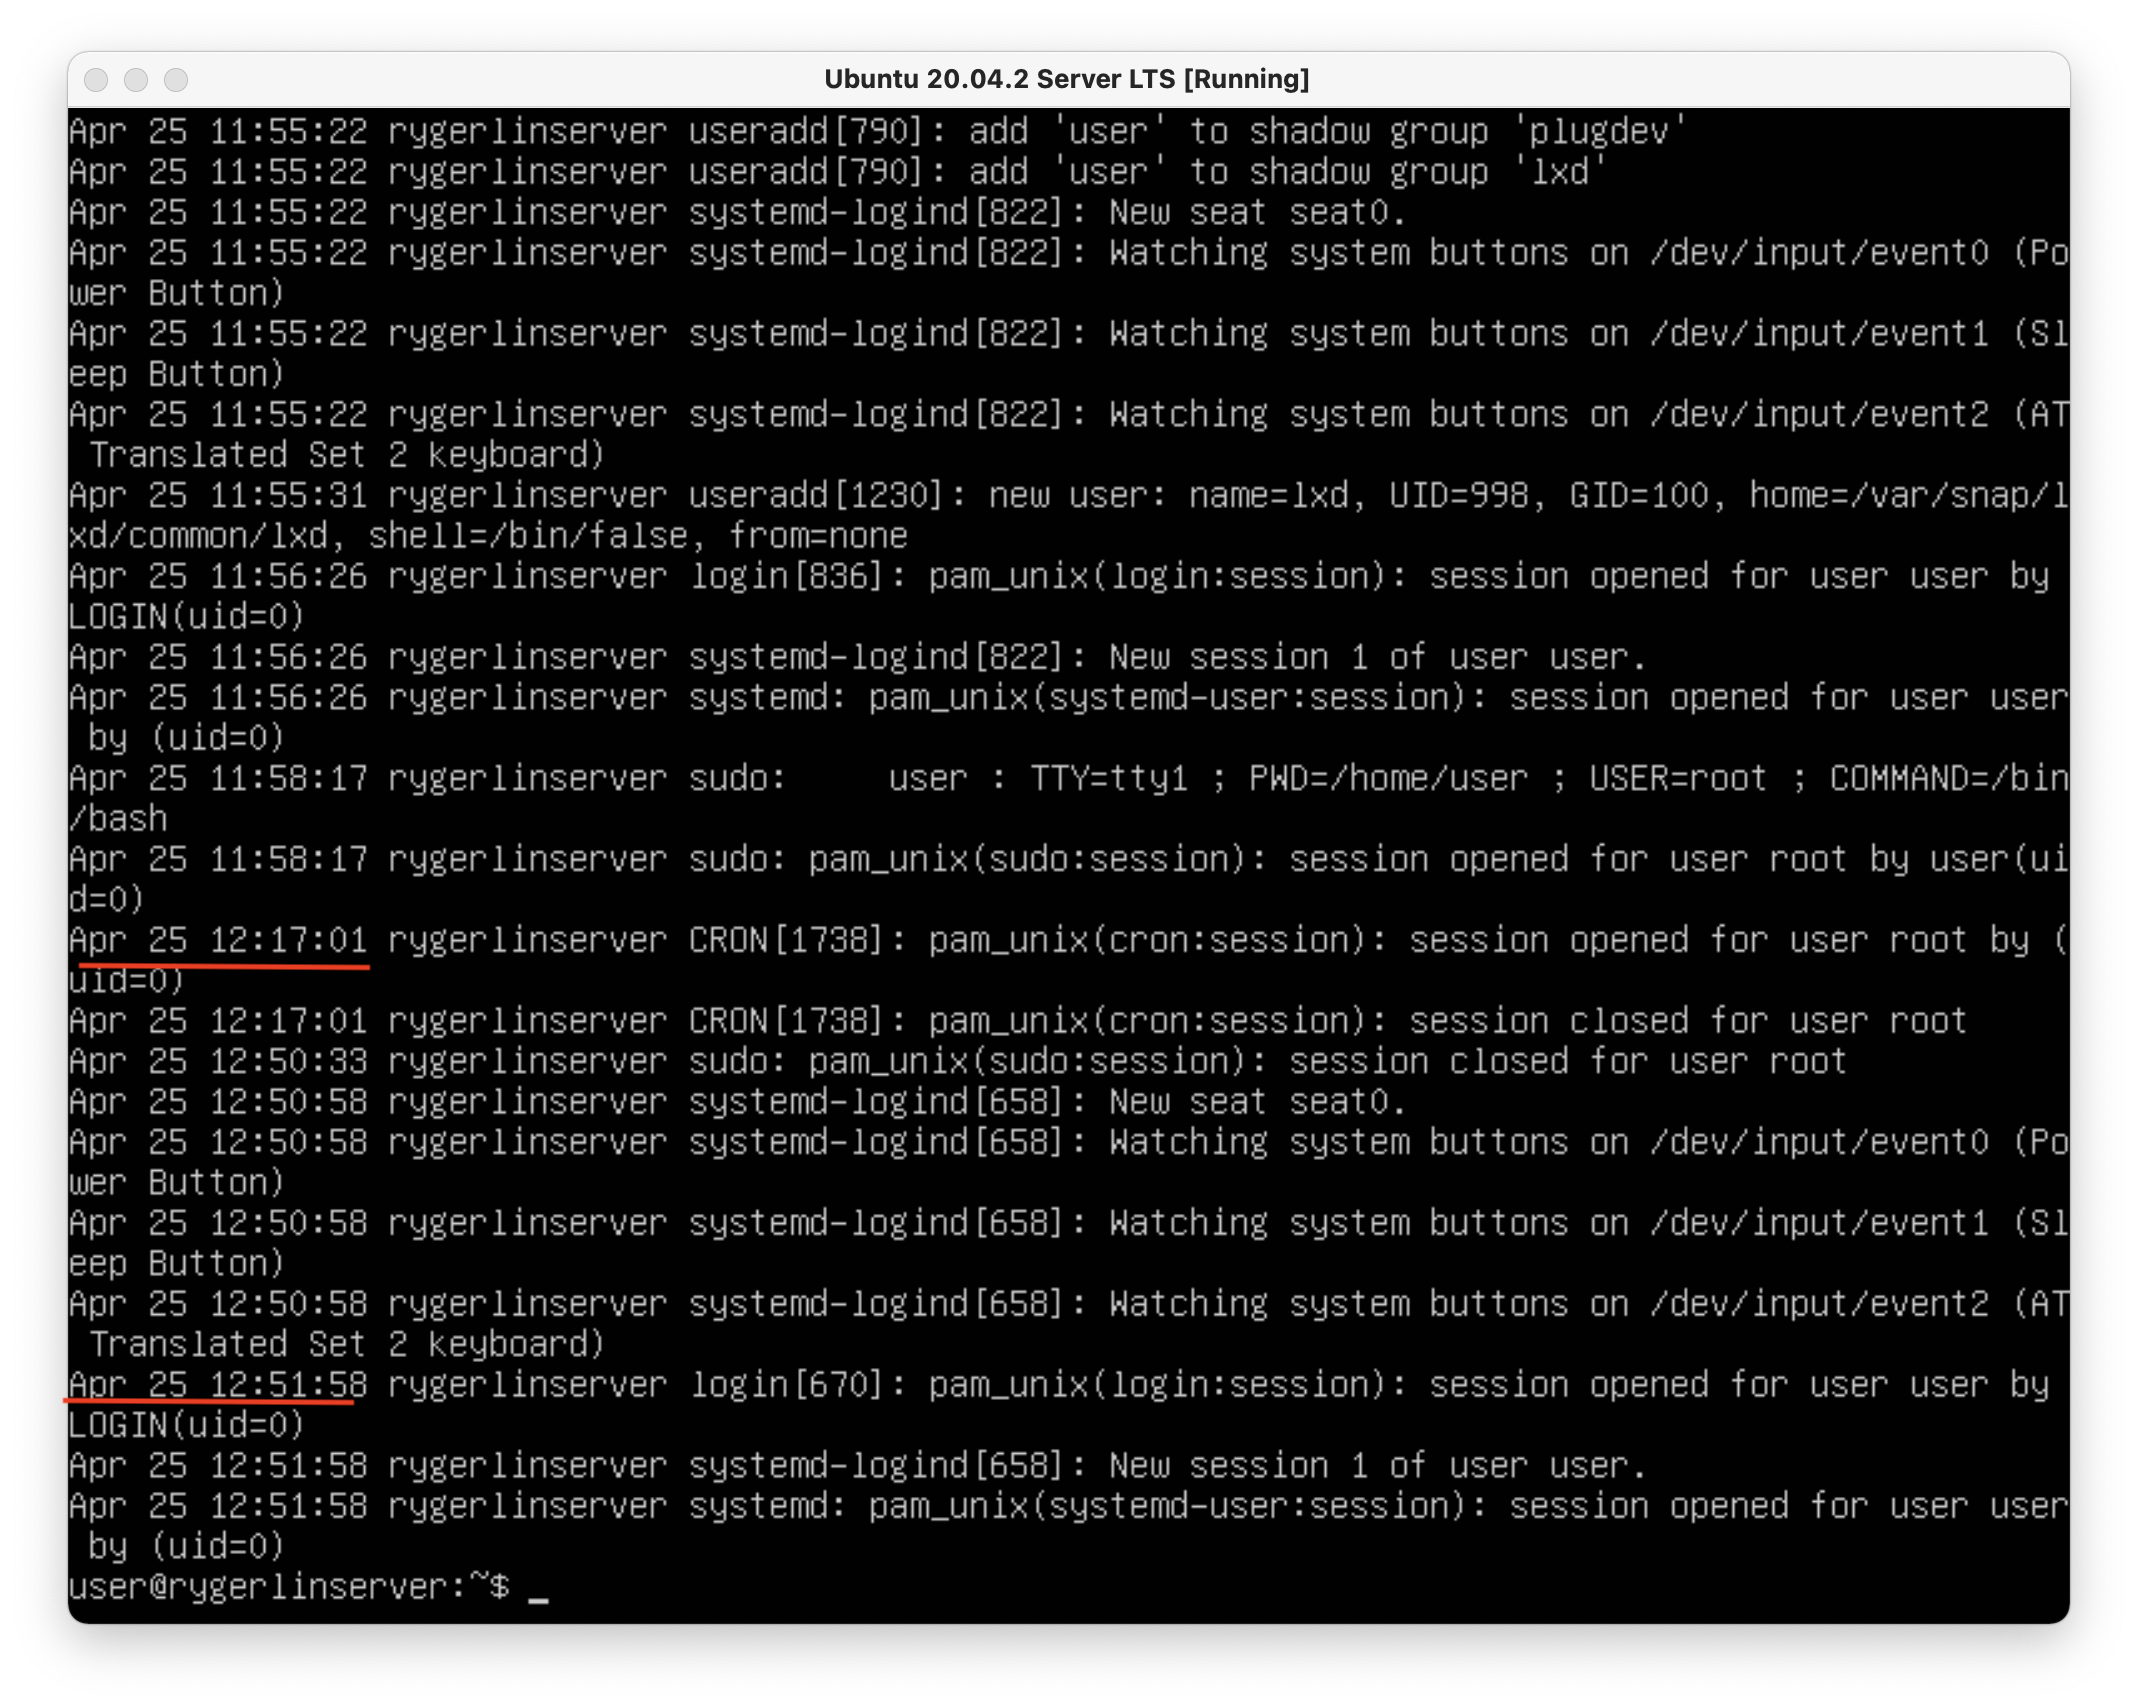 Ubuntu 20.04.2 Server LTS [Running]
Apr 25 11:55:22 rygerlinserver useradd[790]: add 'user' to shadow group 'plugdev'
Apr 25 11:55:22 rygerlinserver useradd[790]: add 'user' to shadow group 'lxd'
Apr 25 11:55:22 rygerlinserver systemd-logind[822]: New seat seat0.
Apr 25 11:55:22 rygerlinserver systemd-logind[822]: Watching system buttons on /dev/input/event0 (Po
wer Button)
Apr 25 11:55:22 rygerlinserver systemd-logind[822]: Watching system buttons on /dev/input/event1 (Sl
eep Button)
Apr 25 11:55:22 rygerlinserver systemd-logind[822]: Watching system buttons on /dev/input/event2 (AT
 Translated Set 2 keyboard)
Apr 25 11:55:31 rygerlinserver useradd[1230]: new user: name=lxd, UID=998, GID=100, home=/var/snap/l
xd/common/lxd, shell=/bin/false, from=none
Apr 25 11:56:26 rygerlinserver login[836]: pam_unix(login:session): session opened for user user by
LOGIN(uid=0)
Apr 25 11:56:26 rygerlinserver systemd-logind[822]: New session 1 of user user.
Apr 25 11:56:26 rygerlinserver systemd: pam_unix(systemd-user:session): session opened for user user
 by (uid=0)
Apr 25 11:58:17 rygerlinserver sudo:     user : TTY=tty1 ; PWD=/home/user ; USER=root ; COMMAND=/bin
/bash
Apr 25 11:58:17 rygerlinserver sudo: pam_unix(sudo:session): session opened for user root by user(ui
d=0)
Apr 25 12:17:01 rygerlinserver CRON[1738]: pam_unix(cron:session): session opened for user root by (
uid=0)
Apr 25 12:17:01 rygerlinserver CRON[1738]: pam_unix(cron:session): session closed for user root
Apr 25 12:50:33 rygerlinserver sudo: pam_unix(sudo:session): session closed for user root
Apr 25 12:50:58 rygerlinserver systemd-logind[658]: New seat seat0.
Apr 25 12:50:58 rygerlinserver systemd-logind[658]: Watching system buttons on /dev/input/event0 (Po
wer Button)
Apr 25 12:50:58 rygerlinserver systemd-logind[658]: Watching system buttons on /dev/input/event1 (Sl
eep Button)
Apr 25 12:50:58 rygerlinserver systemd-logind[658]: Watching system buttons on /dev/input/event2 (AT
 Translated Set 2 keyboard)
Apr 25 12:51:58 rygerlinserver login[670]: pam_unix(login:session): session opened for user user by
LOGIN(uid=0)
Apr 25 12:51:58 rygerlinserver systemd-logind[658]: New session 1 of user user.
Apr 25 12:51:58 rygerlinserver systemd: pam_unix(systemd-user:session): session opened for user user
 by (uid=0)
user@rygerlinserver:~$ _